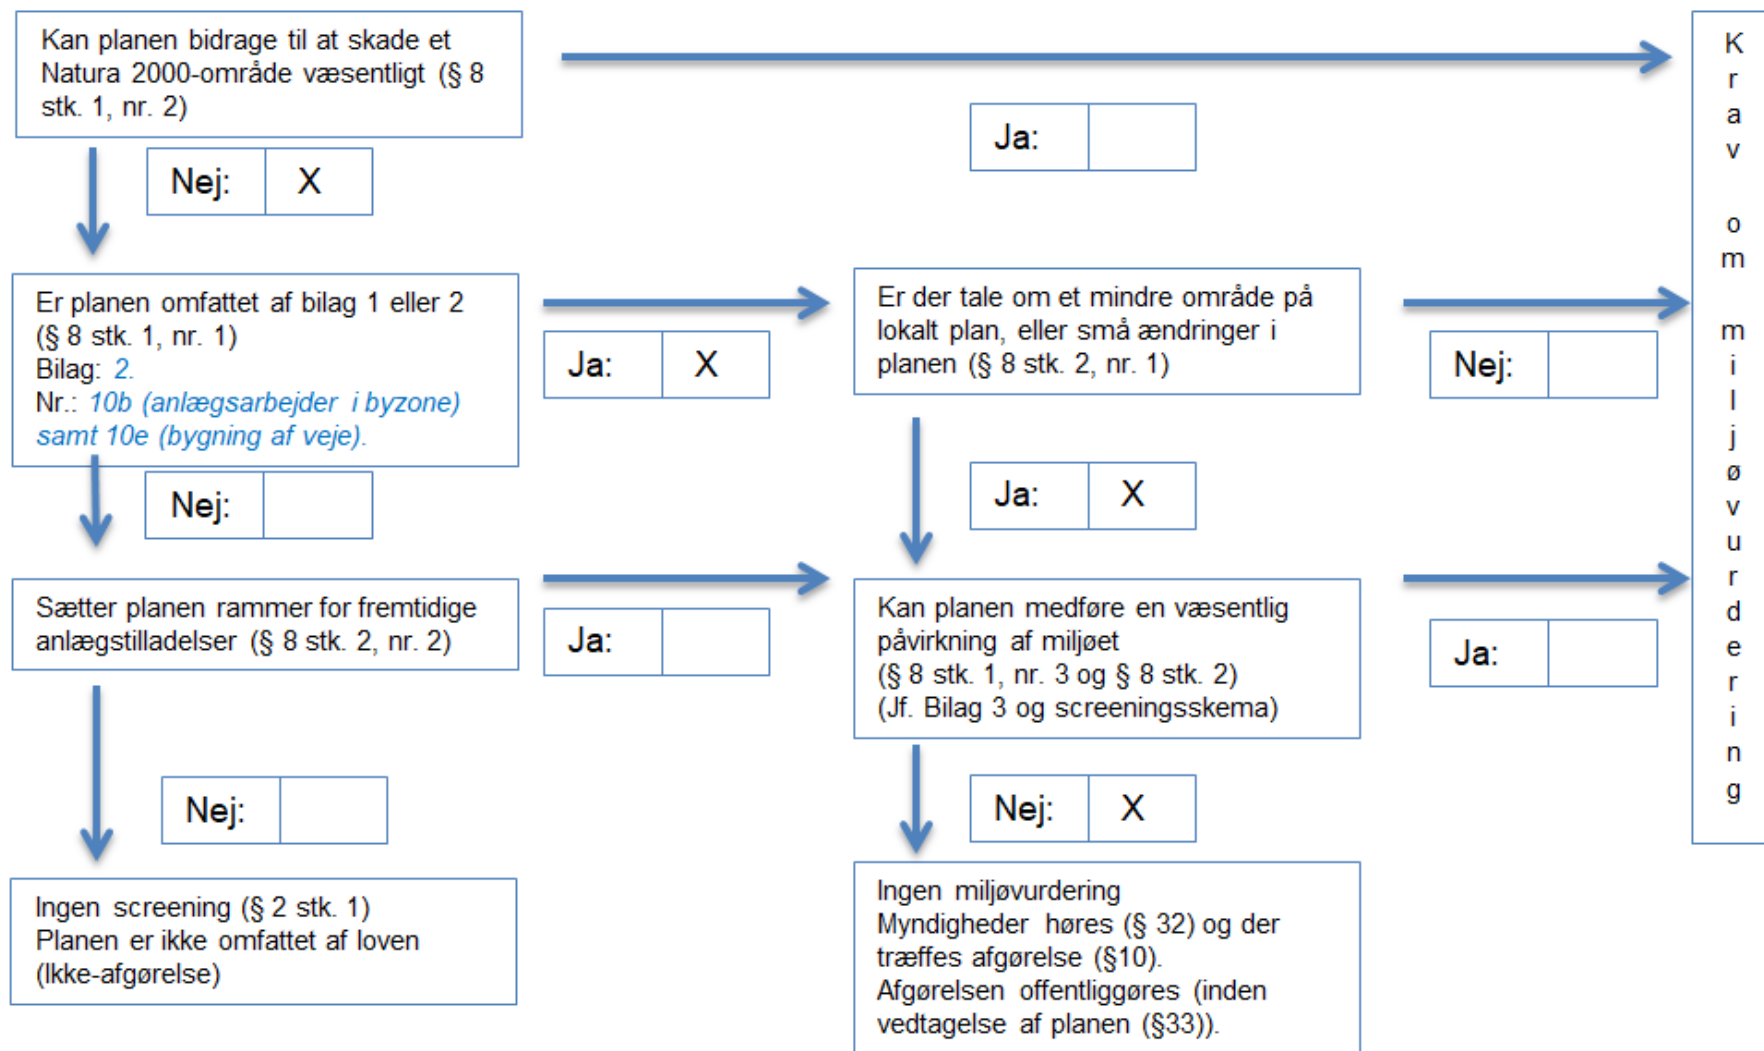 Kan planen bidrage til at skade et
Natura 2000-område væsentligt (§ 8
stk. 1, nr. 2)
Ja:
Nej: X
Er planen omfattet af bilag 1 eller 2
(§ 8 stk. 1, nr. 1)
Bilag: 2.
Nr.: 10b (anlægsarbejder i byzone)
samt 10e (bygning af veje).
Ja: X
Er der tale om et mindre område på
lokalt plan, eller små ændringer i
planen (§ 8 stk. 2, nr. 1)
Nej:
Nej:
Ja: X
Sætter planen rammer for fremtidige
anlægstilladelser (§ 8 stk. 2, nr. 2)
Ja:
Kan planen medføre en væsentlig
påvirkning af miljøet
(§ 8 stk. 1, nr. 3 og § 8 stk. 2)
(Jf. Bilag 3 og screeningsskema)
Ja:
Nej:
Nej: X
Ingen screening (§ 2 stk. 1)
Planen er ikke omfattet af loven
(Ikke-afgørelse)
Ingen miljøvurdering
Myndigheder høres (§ 32) og der
træffes afgørelse (§10).
Afgørelsen offentliggøres (inden
vedtagelse af planen (§33)).
Krav om miljøvurdering